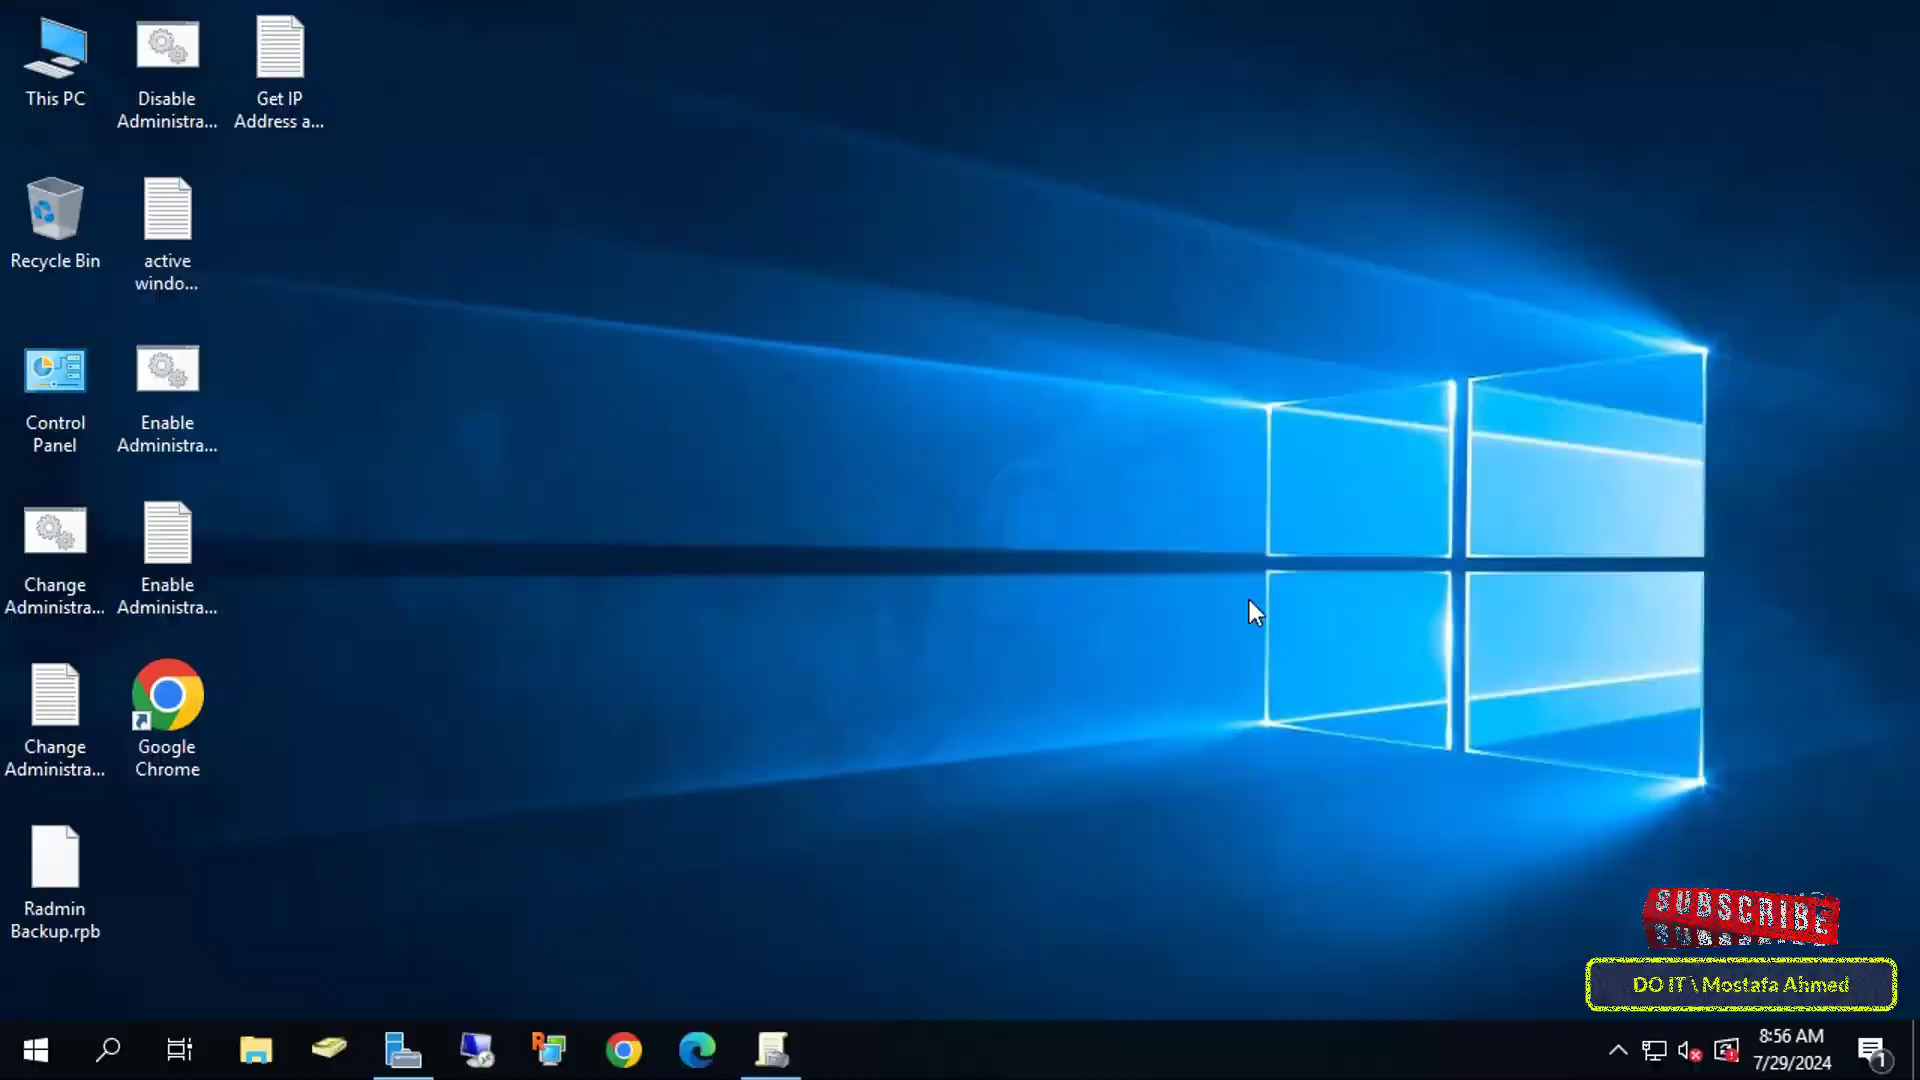 This PC
Disable
Administra...
Get IP
Address a...
Recycle Bin
active
windo...
Control
Panel
Enable
Administra...
Change
Administra...
Enable
Administra...
Change
Administra...
Google
Chrome
Radmin
Backup.rpb
SUBSCRIBE
DO IT \ Mostafa Ahmed
8:56 AM
7/29/2024
1